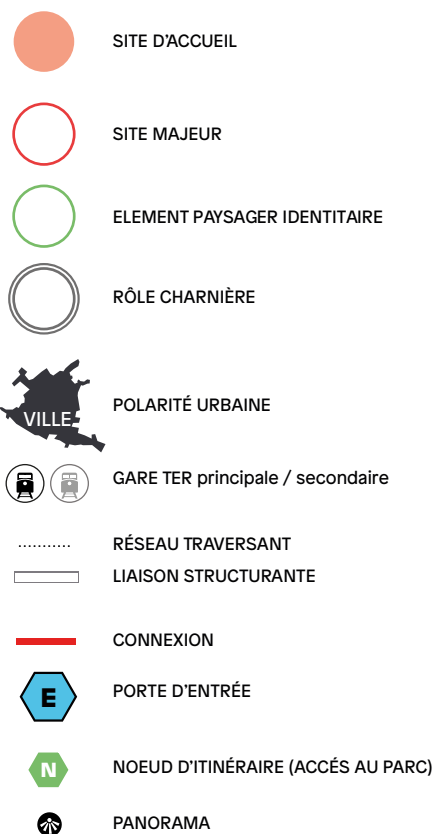 SITE D'ACCUEIL
SITE MAJEUR
ELEMENT PAYSAGER IDENTITAIRE
RÔLE CHARNIÈRE
VILLE
POLARITÉ URBAINE
GARE TER principale / secondaire
RÉSEAU TRAVERSANT
LIAISON STRUCTURANTE
CONNEXION
E
PORTE D'ENTRÉE
N
NOEUD D'ITINÉRAIRE (ACCÉS AU PARC)
PANORAMA